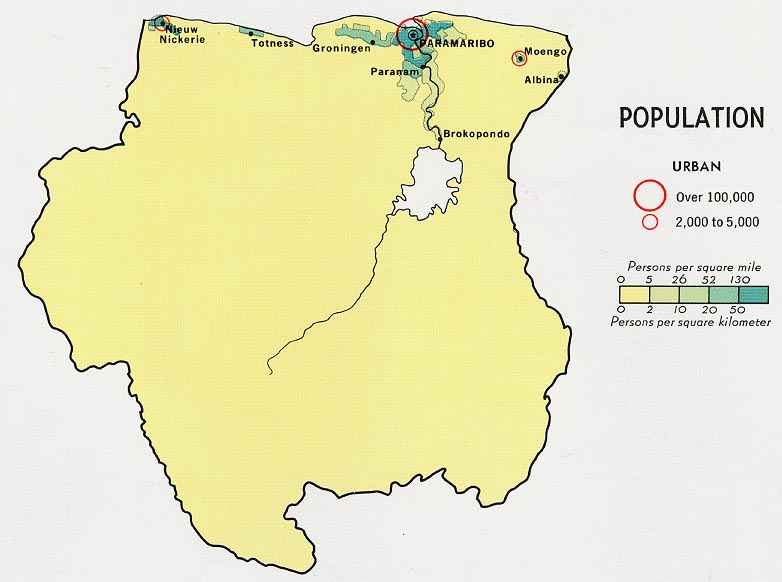 Nieuw
Nickerie
Totness
Groningen
PARAMARIBO
Paranam
Moengo
Albina
Brokopondo
POPULATION
URBAN
Over 100,000
2,000 to 5,000
Persons per square mile
0 5 26 52 130
0 2 10 20 50
Persons per square kilometer